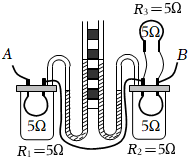 R₃ = 5Ω
5Ω
A
B
5Ω
5Ω
R₁ = 5Ω
R₂ = 5Ω